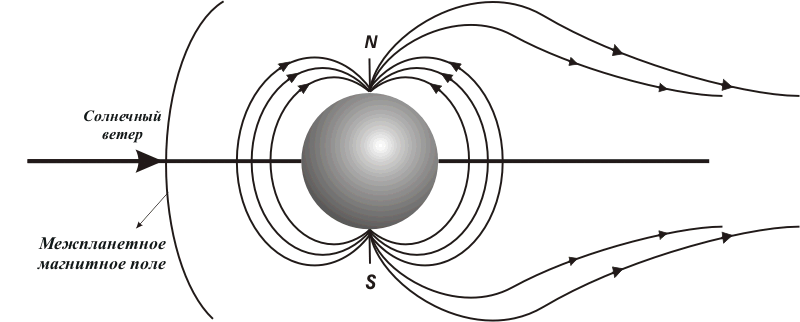 N
Солнечный
ветер
Межпланетное
магнитное поле
S